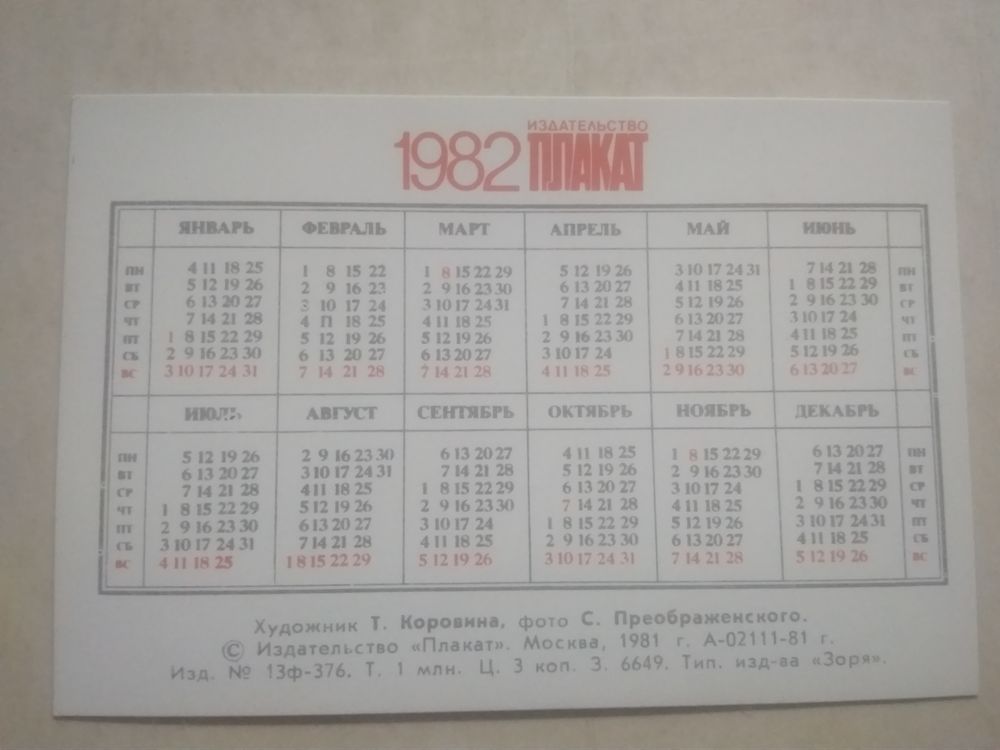 ИЗДАТЕЛЬСТВО
1982 ПЛАКАТ
ЯНВАРЬ ФЕВРАЛЬ МАРТ АПРЕЛЬ МАЙ ИЮНЬ
ПН 4 11 18 25 1 8 15 22 1 8 15 22 29 5 12 19 26 3 10 17 24 31 7 14 21 28 ПН
ВТ 5 12 19 26 2 9 16 23 2 9 16 23 30 6 13 20 27 4 11 18 25 1 8 15 22 29 ВТ
СР 6 13 20 27 3 10 17 24 3 10 17 24 31 7 14 21 28 5 12 19 26 2 9 16 23 30 СР
ЧТ 7 14 21 28 4 11 18 25 4 11 18 25 1 8 15 22 29 6 13 20 27 3 10 17 24 ЧТ
ПТ 1 8 15 22 29 5 12 19 26 5 12 19 26 2 9 16 23 30 7 14 21 28 4 11 18 25 ПТ
СБ 2 9 16 23 30 6 13 20 27 6 13 20 27 3 10 17 24 1 8 15 22 29 5 12 19 26 СБ
ВС 3 10 17 24 31 7 14 21 28 7 14 21 28 4 11 18 25 2 9 16 23 30 6 13 20 27 ВС
ИЮЛЬ АВГУСТ СЕНТЯБРЬ ОКТЯБРЬ НОЯБРЬ ДЕКАБРЬ
ПН 5 12 19 26 2 9 16 23 30 6 13 20 27 4 11 18 25 1 8 15 22 29 6 13 20 27 ПН
ВТ 6 13 20 27 3 10 17 24 31 7 14 21 28 5 12 19 26 2 9 16 23 30 7 14 21 28 ВТ
СР 7 14 21 28 4 11 18 25 1 8 15 22 29 6 13 20 27 3 10 17 24 1 8 15 22 29 СР
ЧТ 1 8 15 22 29 5 12 19 26 2 9 16 23 30 7 14 21 28 4 11 18 25 2 9 16 23 30 ЧТ
ПТ 2 9 16 23 30 6 13 20 27 3 10 17 24 1 8 15 22 29 5 12 19 26 3 10 17 24 31 ПТ
СБ 3 10 17 24 31 7 14 21 28 4 11 18 25 2 9 16 23 30 6 13 20 27 4 11 18 25 СБ
ВС 4 11 18 25 1 8 15 22 29 5 12 19 26 3 10 17 24 31 7 14 21 28 5 12 19 26 ВС
Художник Т. Коровина, фото С. Преображенского.
© Издательство «Плакат». Москва, 1981 г. А-02111-81 г.
Изд. № 13ф-376. Т. 1 млн. Ц. 3 коп. З. 6649. Тип. изд-ва «Зоря».